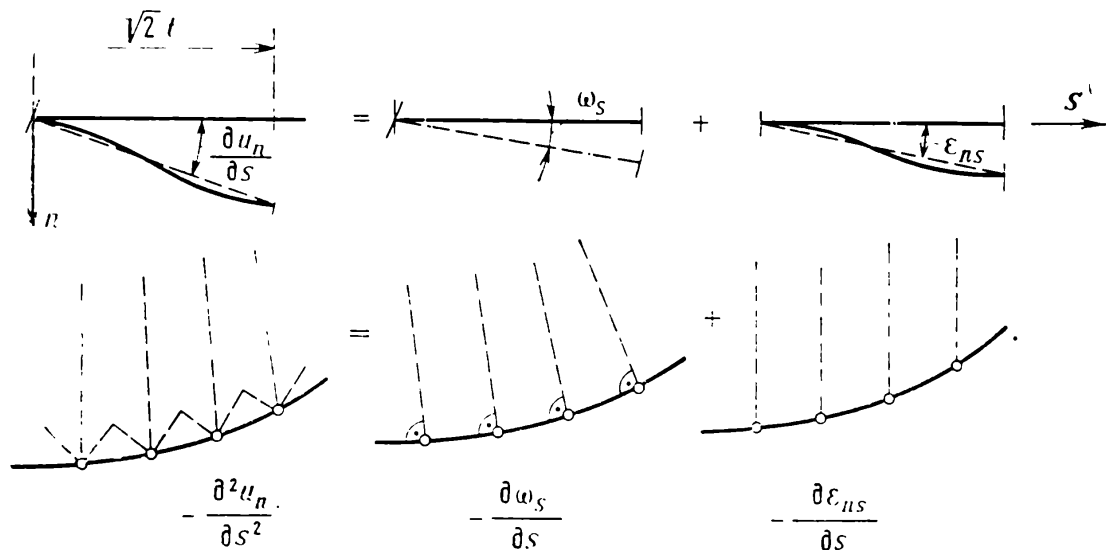 √2 t
∂u_n/∂s = ω_s + ε_ns s
n
= +
-∂²u_n/∂s² -∂ω_s/∂s -∂ε_ns/∂s